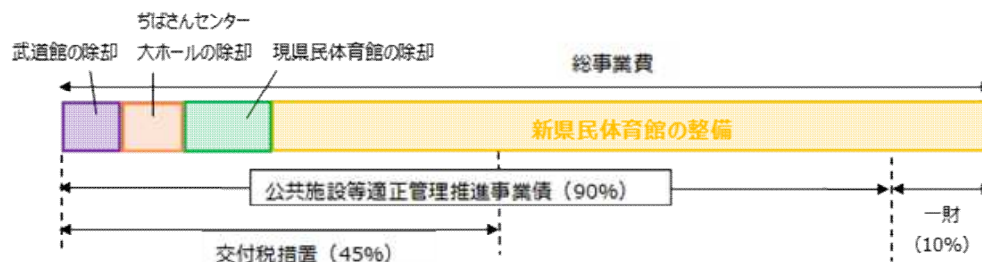 ぢばさんセンター
武道館の除却
大ホールの除却
現県民体育館の除却
総事業費
新県民体育館の整備
公共施設等適正管理推進事業債（90％）
一財
（10％）
交付税措置（45％）